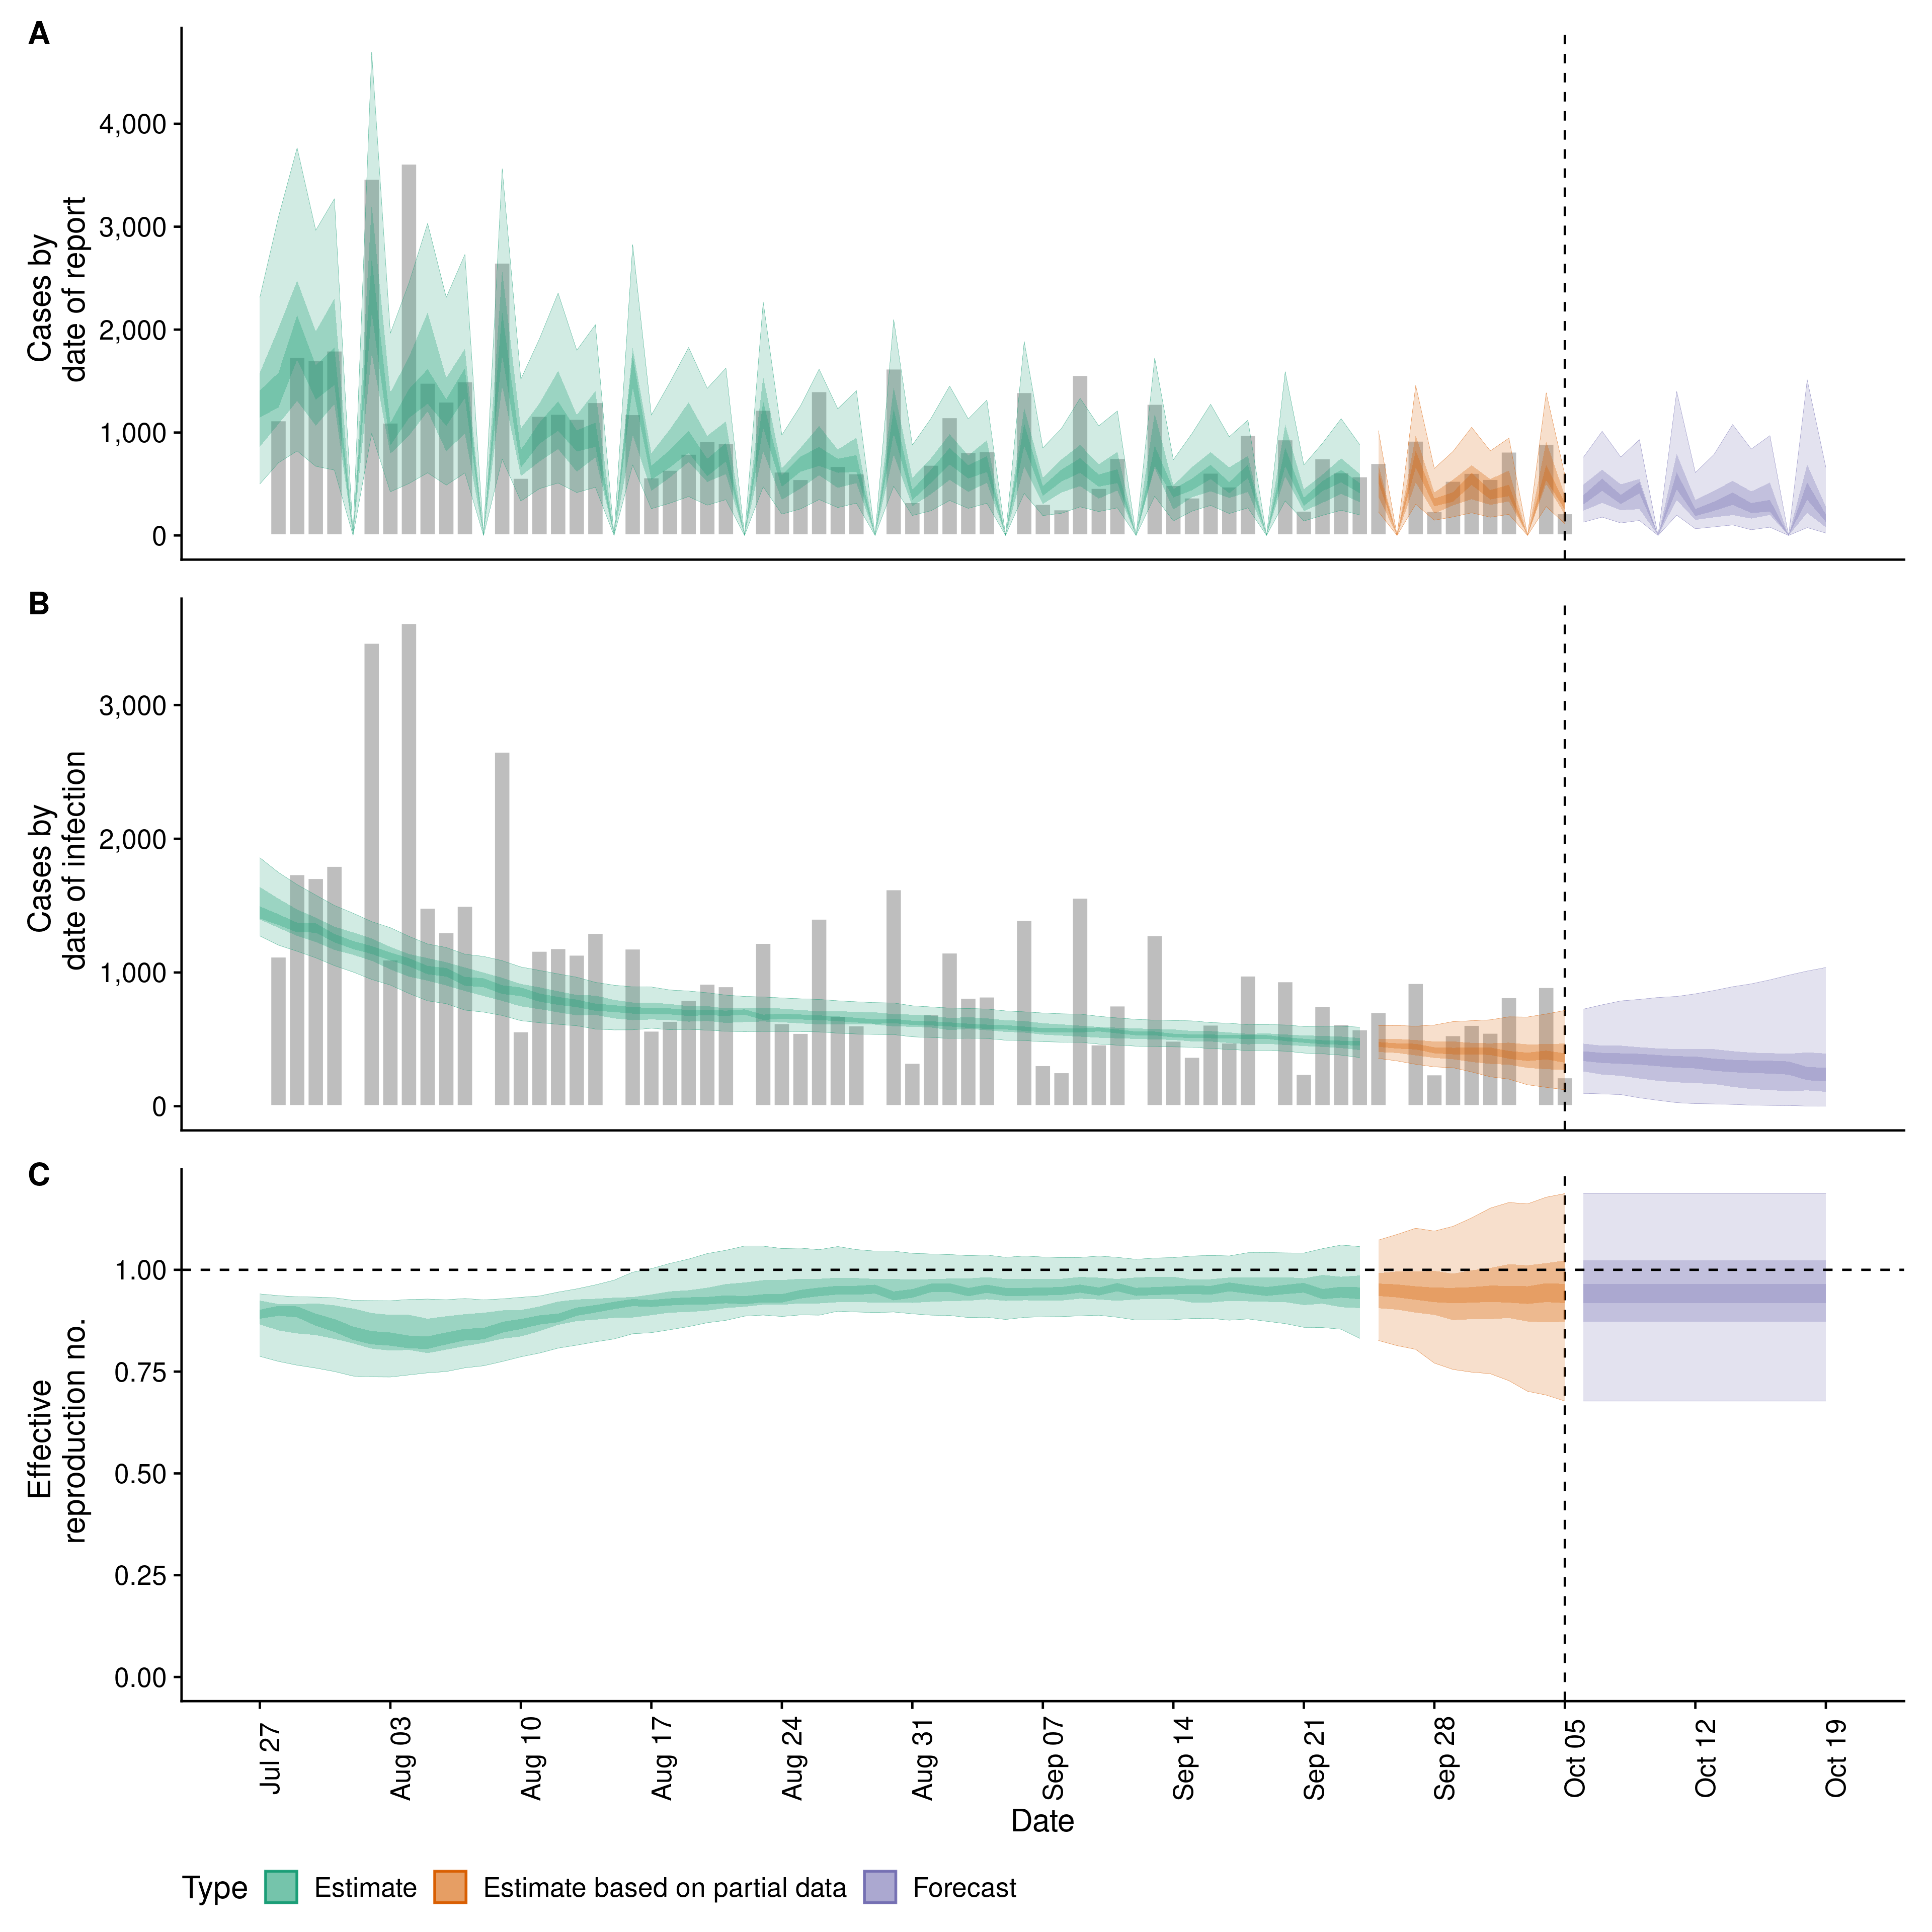 A
Cases by
date of report
4,000
3,000
2,000
1,000
0
B
Cases by
date of infection
3,000
2,000
1,000
0
C
Effective
reproduction no.
1.00
0.75
0.50
0.25
0.00
Jul 27
Aug 03
Aug 10
Aug 17
Aug 24
Aug 31
Sep 07
Sep 14
Sep 21
Sep 28
Oct 05
Oct 12
Oct 19
Date
Type Estimate Estimate based on partial data Forecast